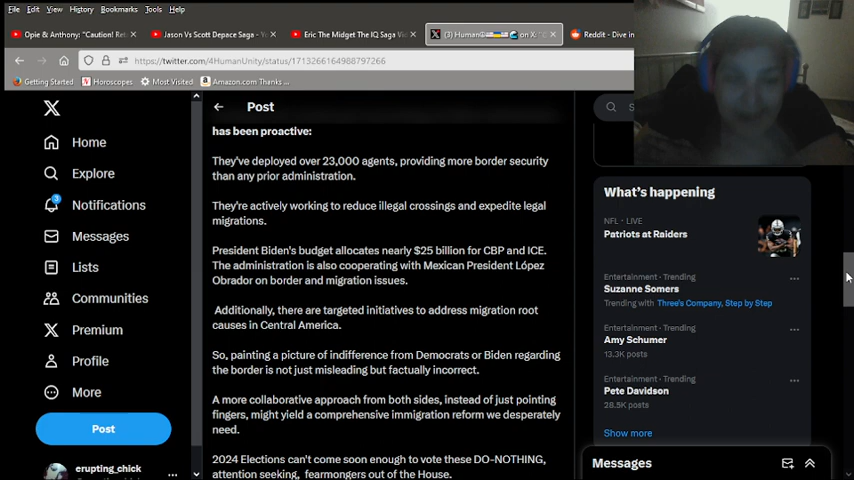 File Edit View History Bookmarks Tools Help
Opie & Anthony: "Caution! Ret
Jason Vs Scott Depace Saga -
Eric The Midget The IQ Saga Vi
(3) Human
on X: "
Reddit - Dive in
https://twitter.com/4HumanUnity/status/1713266164988797266
Getting Started Horoscopes Most Visited Amazon.com Thanks ...
Post
has been proactive:
They've deployed over 23,000 agents, providing more border security
than any prior administration.
They're actively working to reduce illegal crossings and expedite legal
migrations.
President Biden's budget allocates nearly $25 billion for CBP and ICE.
The administration is also cooperating with Mexican President López
Obrador on border and migration issues.
Additionally, there are targeted initiatives to address migration root
causes in Central America.
So, painting a picture of indifference from Democrats or Biden regarding
the border is not just misleading but factually incorrect.
A more collaborative approach from both sides, instead of just pointing
fingers, might yield a comprehensive immigration reform we desperately
need.
2024 Elections can't come soon enough to vote these DO-NOTHING,
attention seeking, fearmongers out of the House.
Home
Explore
3
Notifications
Messages
Lists
Communities
Premium
Profile
More
Post
erupting_chick
S
What's happening
NFL · LIVE
Patriots at Raiders
Entertainment · Trending
Suzanne Somers
Trending with Three's Company, Step by Step
Entertainment · Trending
Amy Schumer
13.3K posts
Entertainment · Trending
Pete Davidson
28.5K posts
Show more
Messages